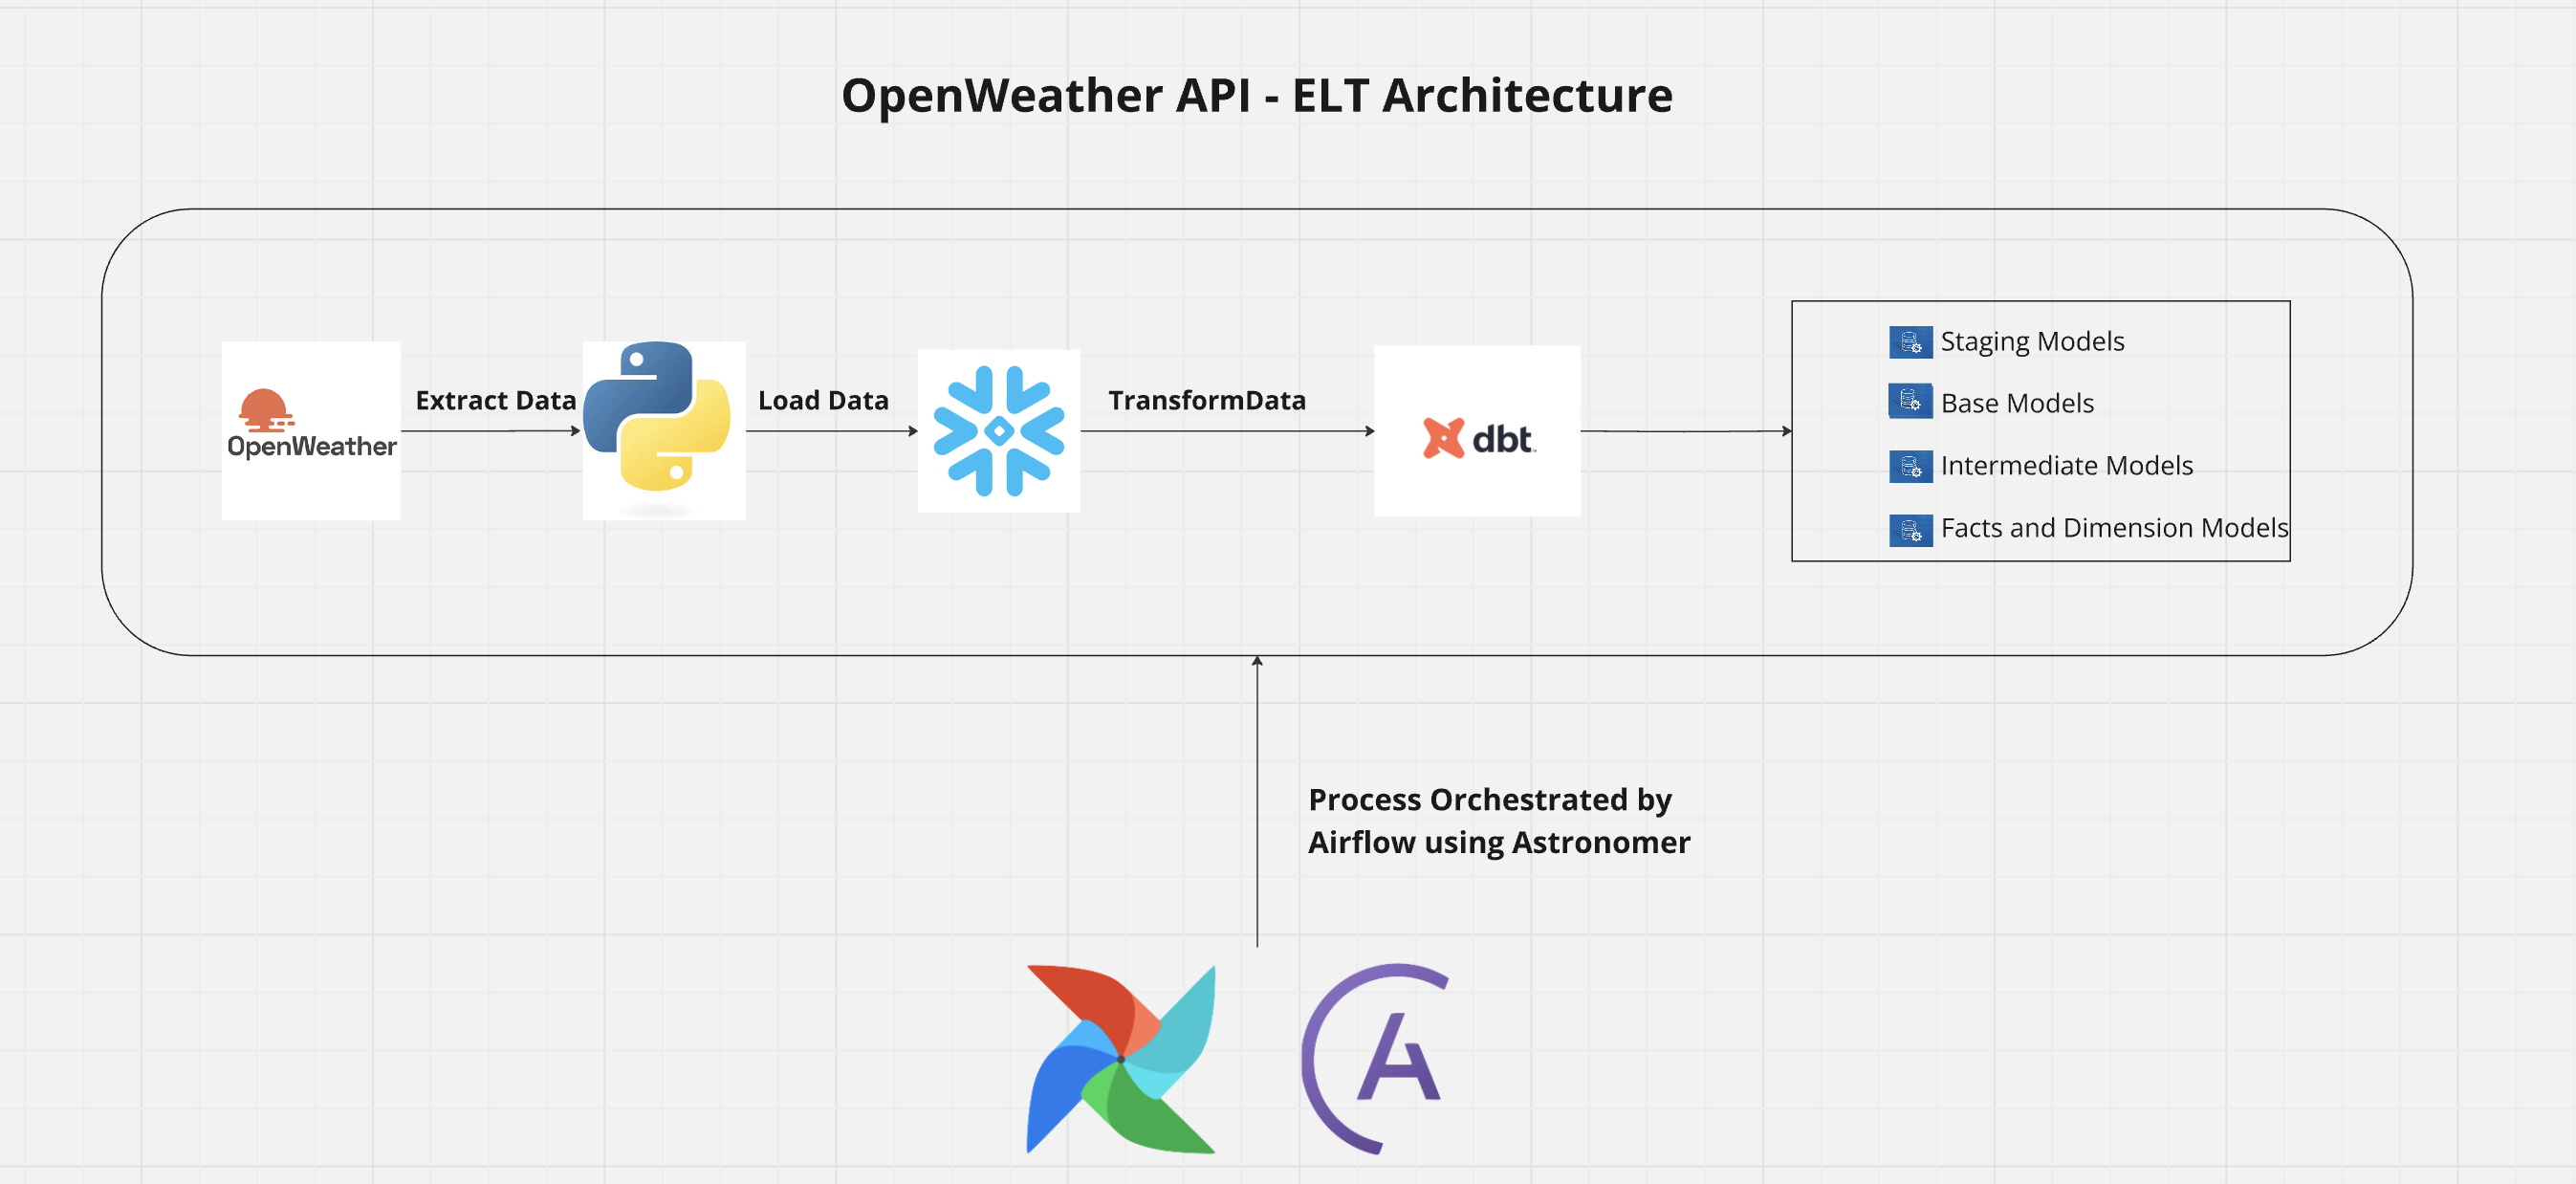 OpenWeather API - ELT Architecture
OpenWeather
Extract Data
Load Data
TransformData
dbt
Staging Models
Base Models
Intermediate Models
Facts and Dimension Models
Process Orchestrated by
Airflow using Astronomer